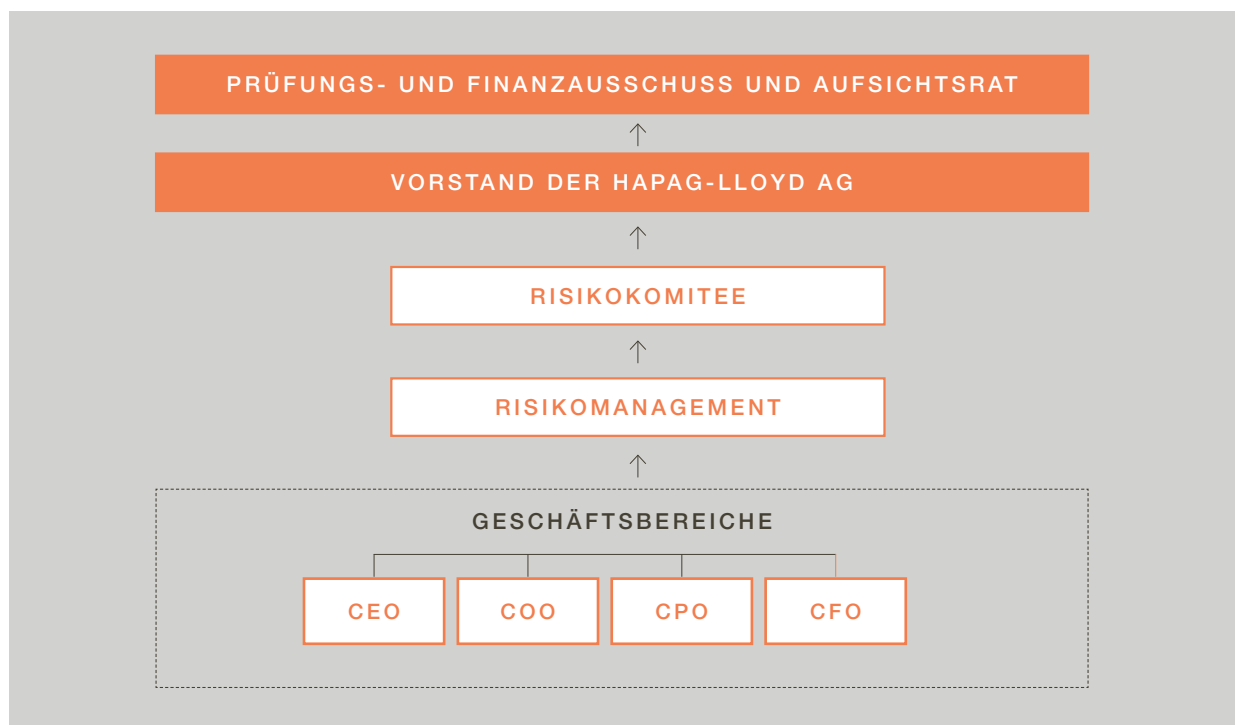 PRÜFUNGS- UND FINANZAUSSCHUSS UND AUFSICHTSRAT
VORSTAND DER HAPAG-LLOYD AG
RISIKOKOMITEE
RISIKOMANAGEMENT
GESCHÄFTSBEREICHE
CEO COO CPO CFO